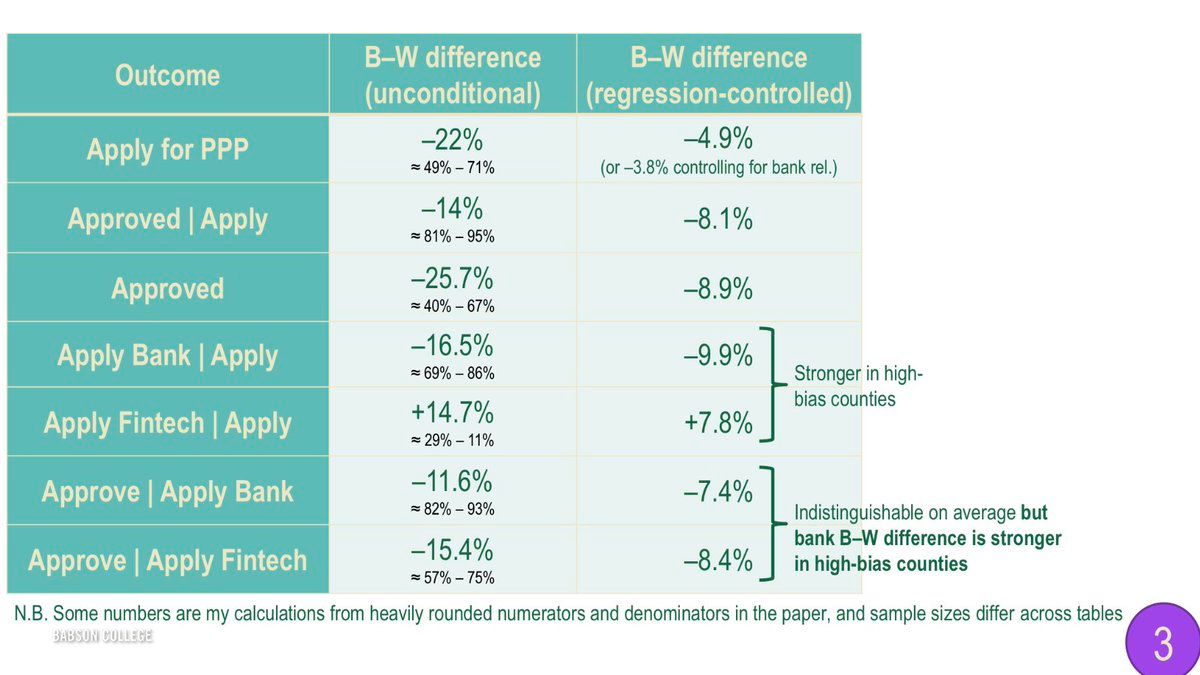 Outcome
B–W difference
(unconditional)
B–W difference
(regression-controlled)
Apply for PPP
–22%
≈ 49% – 71%
–4.9%
(or –3.8% controlling for bank rel.)
Approved | Apply
–14%
≈ 81% – 95%
–8.1%
Approved
–25.7%
≈ 40% – 67%
–8.9%
Apply Bank | Apply
–16.5%
≈ 69% – 86%
–9.9%
Apply Fintech | Apply
+14.7%
≈ 29% – 11%
+7.8%
Stronger in high-
bias counties
Approve | Apply Bank
–11.6%
≈ 82% – 93%
–7.4%
Approve | Apply Fintech
–15.4%
≈ 57% – 75%
–8.4%
Indistinguishable on average but
bank B–W difference is stronger
in high-bias counties
N.B. Some numbers are my calculations from heavily rounded numerators and denominators in the paper, and sample sizes differ across tables
BABSON COLLEGE
3